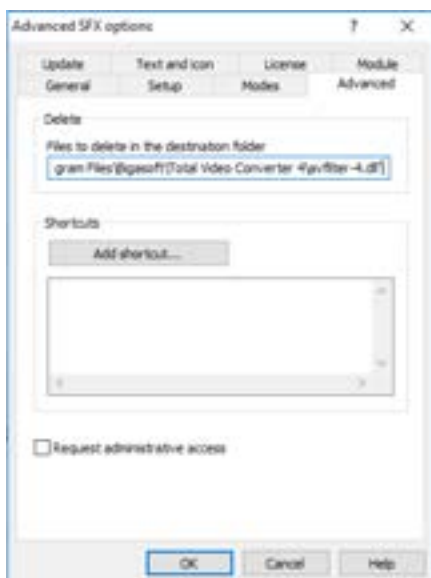 Advanced SFX options
? ×
Update Text and icon License Module
General Setup Modes Advanced
Delete
Files to delete in the destination folder
gram Files\Bigasoft\Total Video Converter 4\avfilter-4.dll
Shortcuts
Add shortcut...
Request administrative access
OK Cancel Help